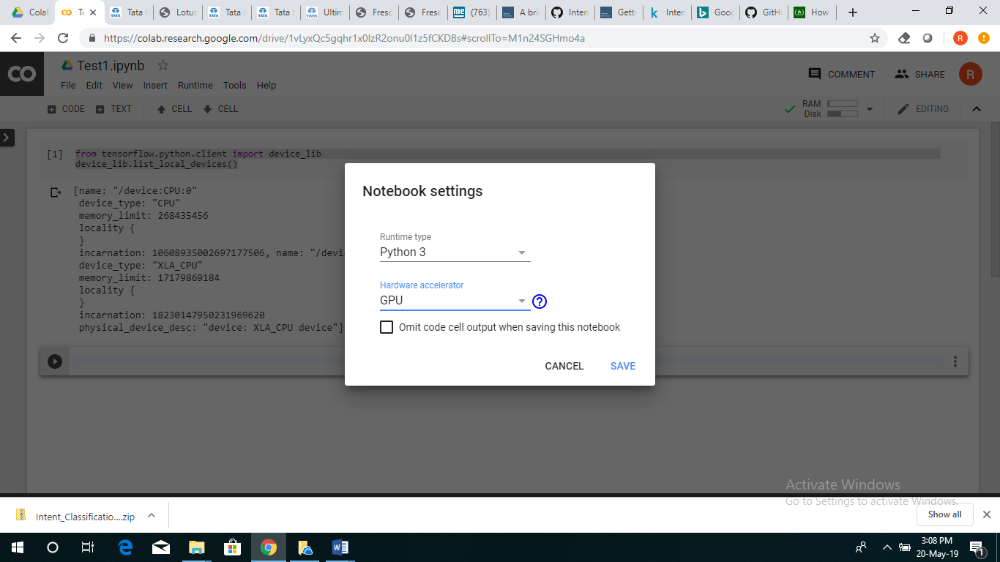 Colab
Te
Tata
Lotus
Tata
Tata
Ultim
Fresc
Fresc
me (763)
A bri
Inter
Getti
k Inter
Goog
GitHu
How
https://colab.research.google.com/drive/1vLyxQc5gqhr1x0IzR2onu0I1z5fCKDBs#scrollTo=M1n24SGHmo4a
R
CO
Test1.ipynb
File Edit View Insert Runtime Tools Help
COMMENT SHARE R
CODE TEXT CELL CELL
RAM
Disk
EDITING
[1] from tensorflow.python.client import device_lib
device_lib.list_local_devices()
[name: "/device:CPU:0"
device_type: "CPU"
memory_limit: 268435456
locality {
}
incarnation: 10608935002697177506, name: "/devi
device_type: "XLA_CPU"
memory_limit: 17179869184
locality {
}
incarnation: 18230147950231969620
physical_device_desc: "device: XLA_CPU device"]
Notebook settings
Runtime type
Python 3
Hardware accelerator
GPU ?
Omit code cell output when saving this notebook
CANCEL SAVE
Activate Windows
Go to Settings to activate Windows.
Intent_Classificatio....zip
Show all
3:08 PM
20-May-19
1